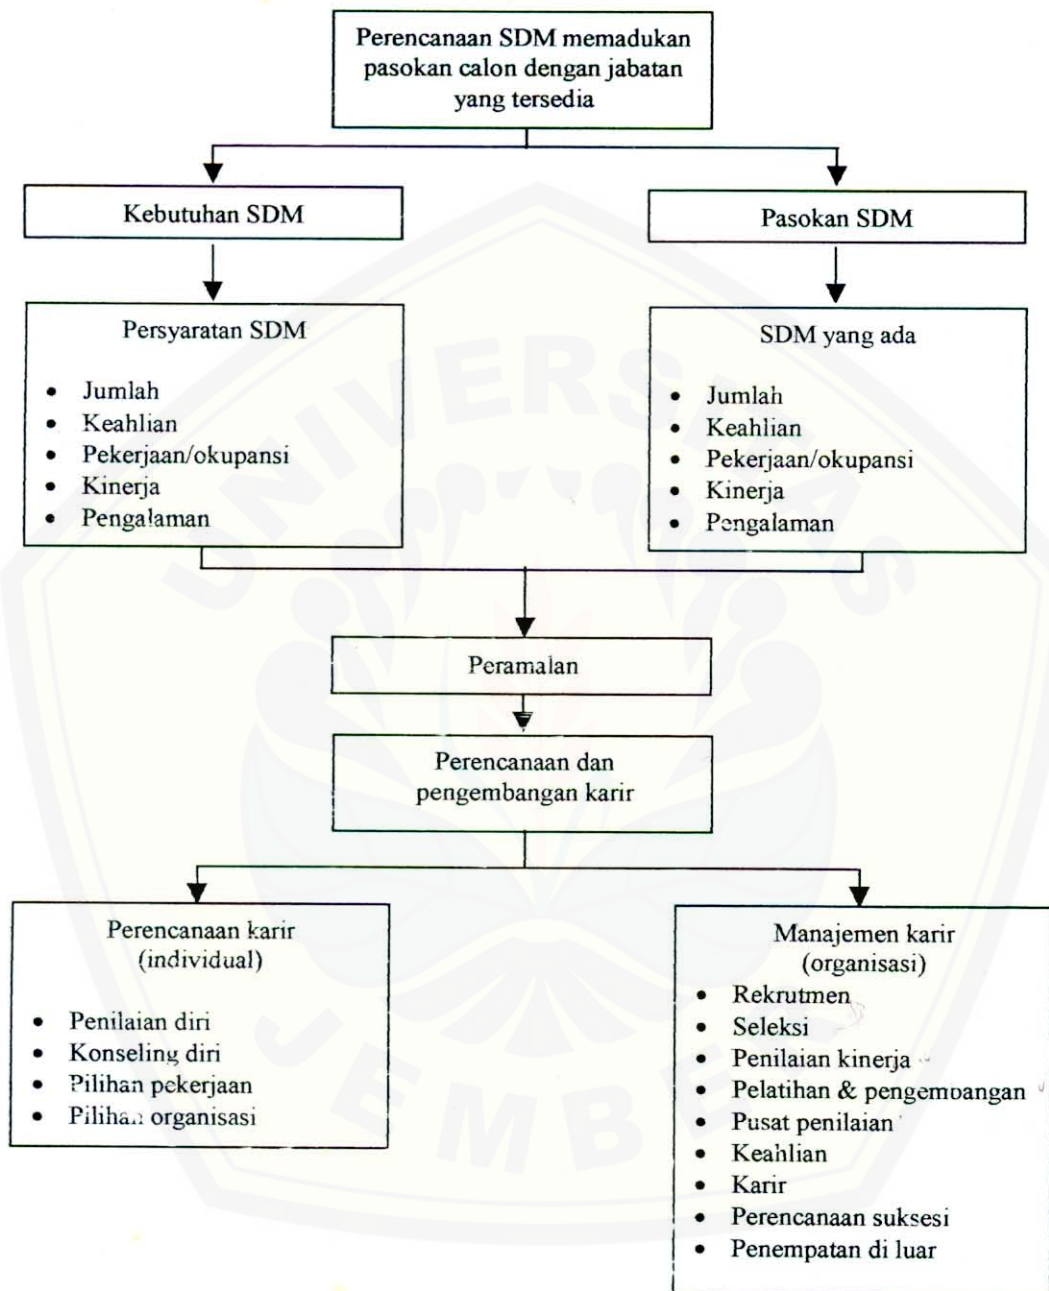 Perencanaan SDM memadukan
pasokan calon dengan jabatan
yang tersedia
Kebutuhan SDM
Pasokan SDM
Persyaratan SDM
• Jumlah
• Keahlian
• Pekerjaan/okupansi
• Kinerja
• Pengalaman
SDM yang ada
• Jumlah
• Keahlian
• Pekerjaan/okupansi
• Kinerja
• Pengalaman
Peramalan
Perencanaan dan
pengembangan karir
Perencanaan karir
(individual)
• Penilaian diri
• Konseling diri
• Pilihan pekerjaan
• Pilihan organisasi
Manajemen karir
(organisasi)
• Rekrutmen
• Seleksi
• Penilaian kinerja
• Pelatihan & pengembangan
• Pusat penilaian
• Keahlian
• Karir
• Perencanaan suksesi
• Penempatan di luar
UNIVERSITAS
JEMBER